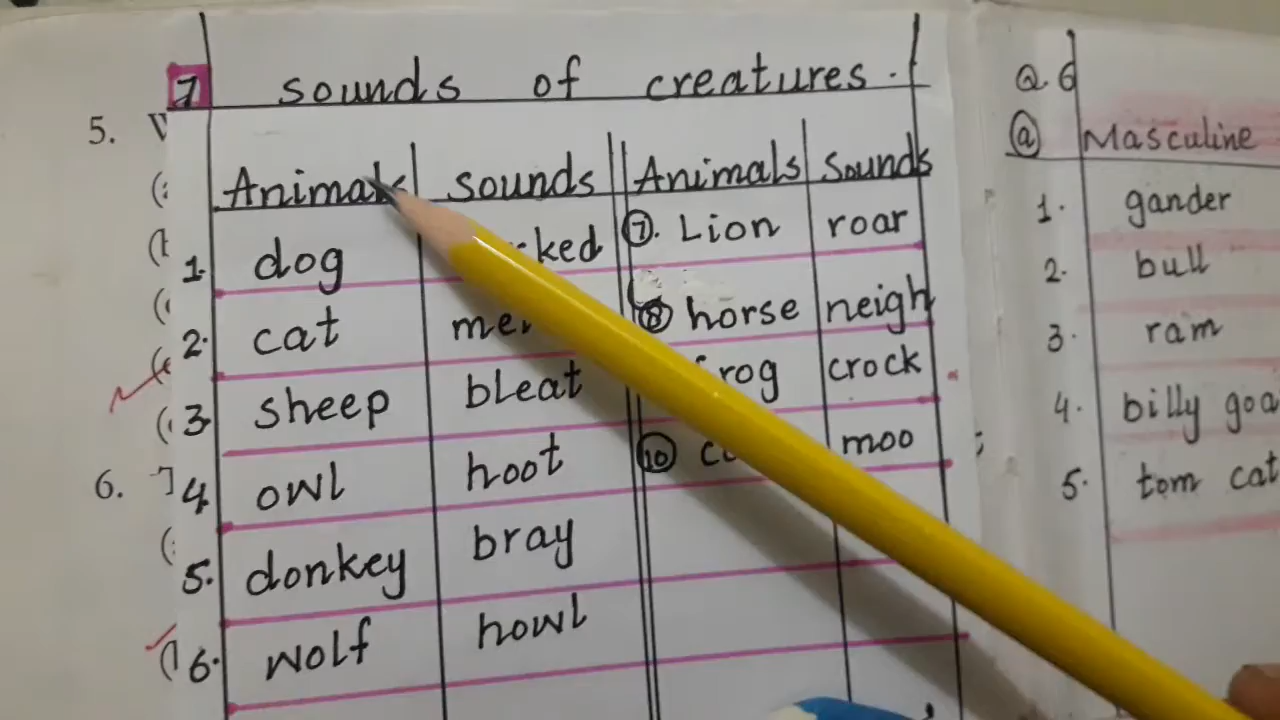 7 sounds of creatures.
Animals sounds Animals Sounds
1. dog 7. Lion roar
2. cat 8 horse neigh
3. sheep bleat crock
4. owl hoot 10 moo
5. donkey bray
6. wolf howl
5.
6.
Q.6
a Masculine
1. gander
2. bull
3. ram
4. billy
5. tom cat